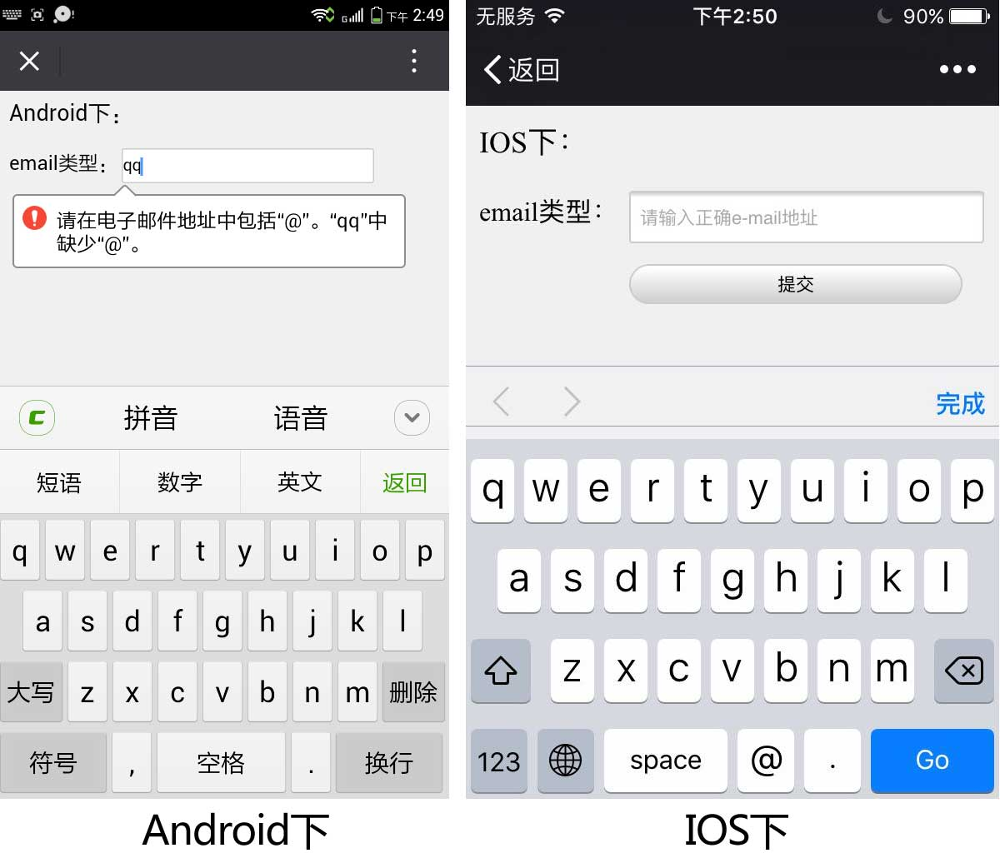 下午 2:49
Android下：
email类型：
qq
请在电子邮件地址中包括“@”。“qq”中
缺少“@”。
拼音 语音
短语 数字 英文 返回
q w e r t y u i o p
a s d f g h j k l
大写 z x c v b n m 删除
符号 , 空格 . 换行
Android下
无服务 下午2:50 90%
返回
IOS下：
email类型：
请输入正确e-mail地址
提交
完成
q w e r t y u i o p
a s d f g h j k l
z x c v b n m
123 space @ . Go
IOS下